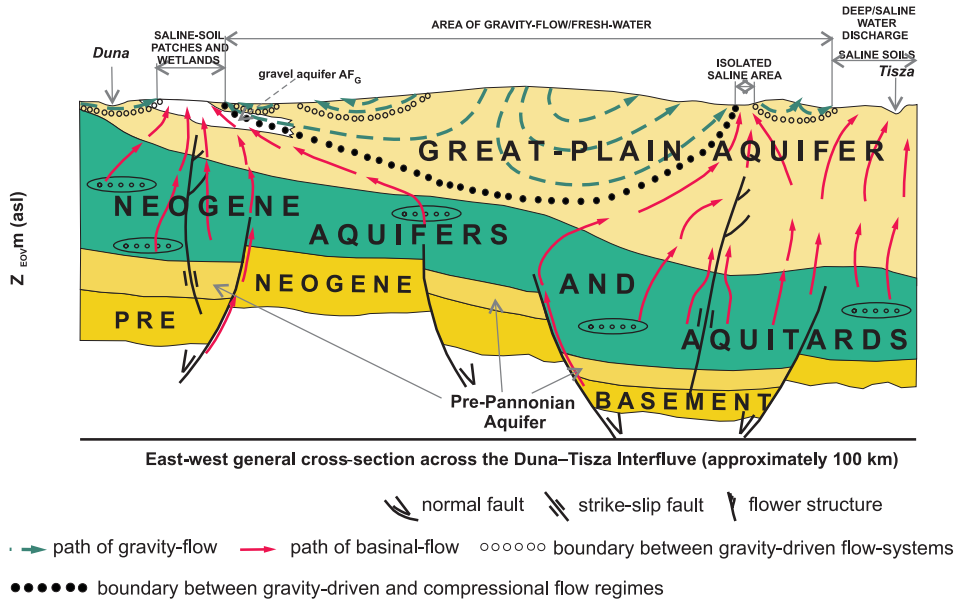 DEEP/SALINE
WATER
DISCHARGE
SALINE-SOIL
PATCHES AND
WETLANDS
AREA OF GRAVITY-FLOW/FRESH-WATER
Duna
ISOLATED
SALINE AREA
SALINE SOILS
Tisza
gravel aquifer AFG
GREAT-PLAIN AQUIFER
NEOGENE
AQUIFERS
NEOGENE
AND
PRE
AQUITARDS
BASEMENT
Z EOV m (asl)
Pre-Pannonian
Aquifer
East-west general cross-section across the Duna–Tisza Interfluve (approximately 100 km)
normal fault
strike-slip fault
flower structure
path of gravity-flow
path of basinal-flow
boundary between gravity-driven flow-systems
boundary between gravity-driven and compressional flow regimes